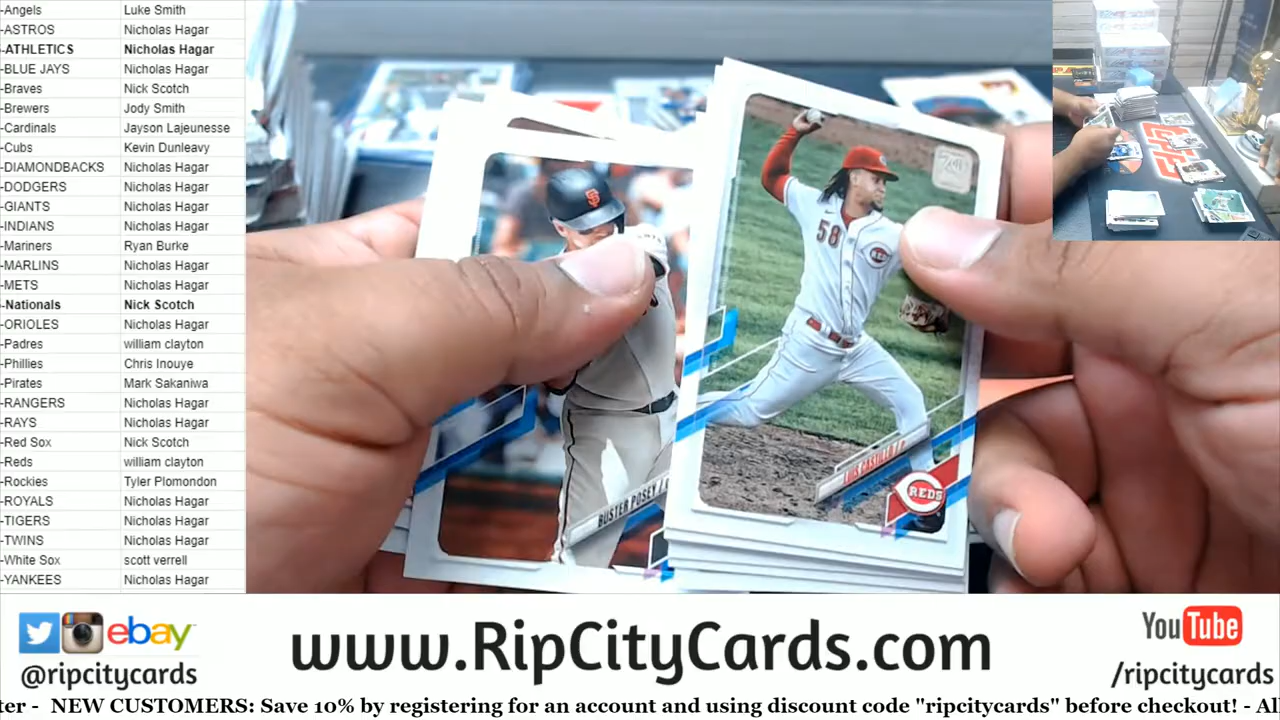 -Angels Luke Smith
-ASTROS Nicholas Hagar
-ATHLETICS Nicholas Hagar
-BLUE JAYS Nicholas Hagar
-Braves Nick Scotch
-Brewers Jody Smith
-Cardinals Jayson Lajeunesse
-Cubs Kevin Dunleavy
-DIAMONDBACKS Nicholas Hagar
-DODGERS Nicholas Hagar
-GIANTS Nicholas Hagar
-INDIANS Nicholas Hagar
-Mariners Ryan Burke
-MARLINS Nicholas Hagar
-METS Nicholas Hagar
-Nationals Nick Scotch
-ORIOLES Nicholas Hagar
-Padres william clayton
-Phillies Chris Inouye
-Pirates Mark Sakaniwa
-RANGERS Nicholas Hagar
-RAYS Nicholas Hagar
-Red Sox Nick Scotch
-Reds william clayton
-Rockies Tyler Plomondon
-ROYALS Nicholas Hagar
-TIGERS Nicholas Hagar
-TWINS Nicholas Hagar
-White Sox scott verrell
-YANKEES Nicholas Hagar
BUSTER POSEY / C
58
REDS
LUIS CASTILLO / P
REDS
ebay
@ripcitycards
www.RipCityCards.com
YouTube
/ripcitycards
ter - NEW CUSTOMERS: Save 10% by registering for an account and using discount code "ripcitycards" before checkout! - Al